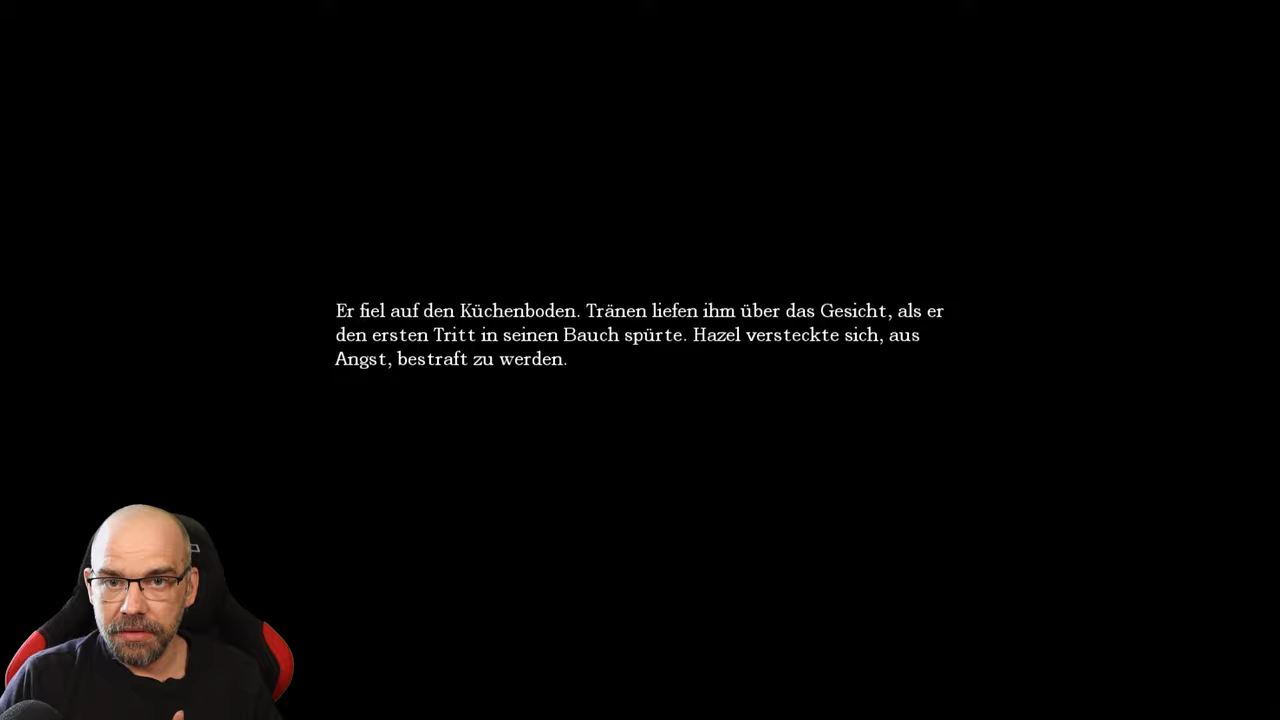 Er fiel auf den Küchenboden. Tränen liefen ihm über das Gesicht, als er
den ersten Tritt in seinen Bauch spürte. Hazel versteckte sich, aus
Angst, bestraft zu werden.